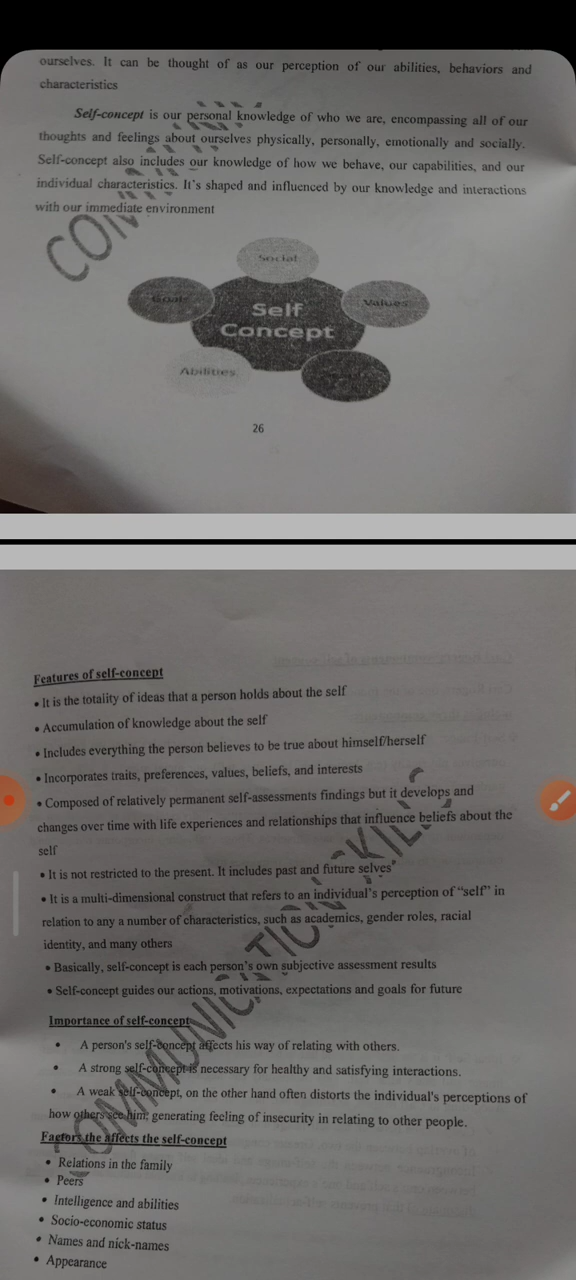 ourselves. It can be thought of as our perception of our abilities, behaviors and
characteristics
Self-concept is our personal knowledge of who we are, encompassing all of our
thoughts and feelings about ourselves physically, personally, emotionally and socially.
Self-concept also includes our knowledge of how we behave, our capabilities, and our
individual characteristics. It's shaped and influenced by our knowledge and interactions
with our immediate environment
Social
Goals
Values
Self
Concept
Abilities
26
Features of self-concept
• It is the totality of ideas that a person holds about the self
• Accumulation of knowledge about the self
• Includes everything the person believes to be true about himself/herself
• Incorporates traits, preferences, values, beliefs, and interests
• Composed of relatively permanent self-assessments findings but it develops and
changes over time with life experiences and relationships that influence beliefs about the
self
• It is not restricted to the present. It includes past and future selves
• It is a multi-dimensional construct that refers to an individual's perception of "self" in
relation to any a number of characteristics, such as academics, gender roles, racial
identity, and many others
• Basically, self-concept is each person's own subjective assessment results
• Self-concept guides our actions, motivations, expectations and goals for future
COMMUNICATION SKILLS
Importance of self-concept
• A person's self-concept affects his way of relating with others.
• A strong self-concept is necessary for healthy and satisfying interactions.
• A weak self-concept, on the other hand often distorts the individual's perceptions of
how others see him; generating feeling of insecurity in relating to other people.
Factors the affects the self-concept
• Relations in the family
• Peers
• Intelligence and abilities
• Socio-economic status
• Names and nick-names
• Appearance